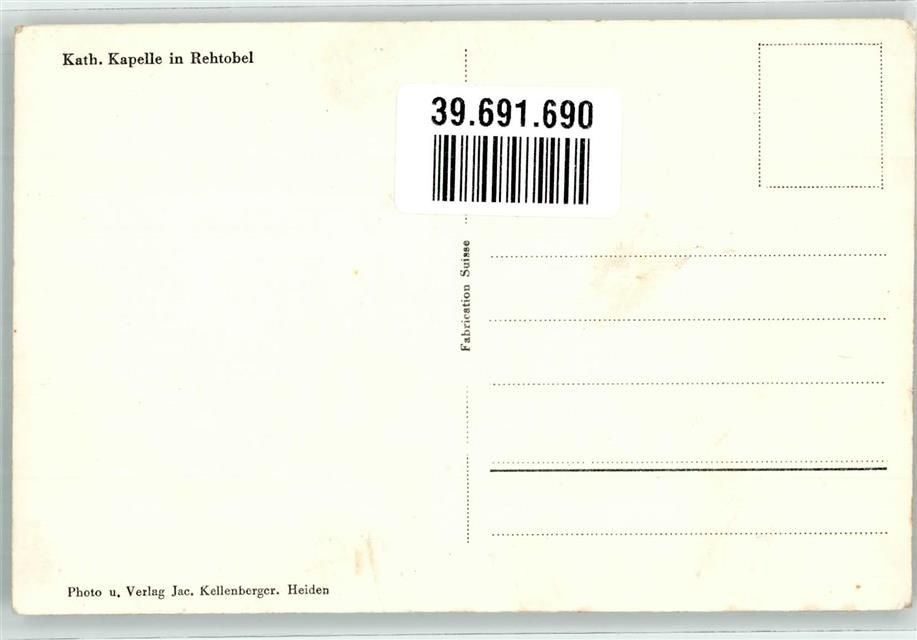 Kath. Kapelle in Rehtobel
39.691.690
Fabrication Suisse
Photo u. Verlag Jac. Kellenberger. Heiden